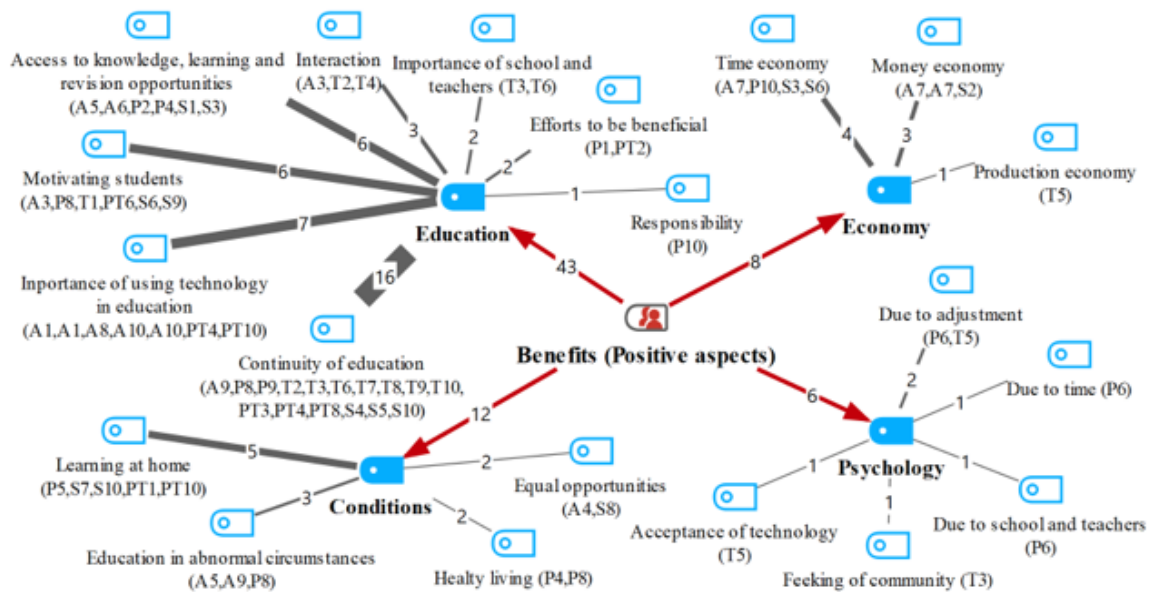 Access to knowledge, learning and
revision opportunities
(A5,A6,P2,P4,S1,S3)
Interaction
(A3,T2,T4)
Importance of school and
teachers (T3,T6)
Efforts to be beneficial
(P1,PT2)
Time economy
(A7,P10,S3,S6)
Money economy
(A7,A7,S2)
Production economy
(T5)
6
3
2
2
4
3
1
Motivating students
(A3,P8,T1,PT6,S6,S9)
6
1
Responsibility
(P10)
7
Education
Economy
Inportance of using technology
in education
(A1,A1,A8,A10,A10,PT4,PT10)
16
43
8
Benefits (Positive aspects)
Continuity of education
(A9,P8,P9,T2,T3,T6,T7,T8,T9,T10,
PT3,PT4,PT8,S4,S5,S10)
12
6
Due to adjustment
(P6,T5)
2
Due to time (P6)
1
Learning at home
(P5,S7,S10,PT1,PT10)
5
2
Equal opportunities
(A4,S8)
Conditions
3
2
Education in abnormal circumstances
(A5,A9,P8)
Healty living (P4,P8)
Psychology
1
1
1
Acceptance of technology
(T5)
Due to school and teachers
(P6)
Feeking of community (T3)